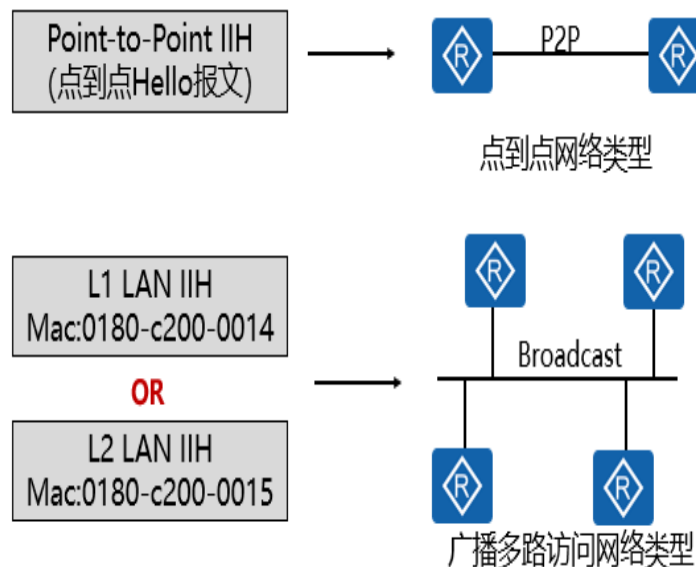 Point-to-Point IIH
(点到点Hello报文)
R
P2P
R
点到点网络类型
L1 LAN IIH
Mac:0180-c200-0014
OR
L2 LAN IIH
Mac:0180-c200-0015
R
R
Broadcast
R
R
广播多路访问网络类型